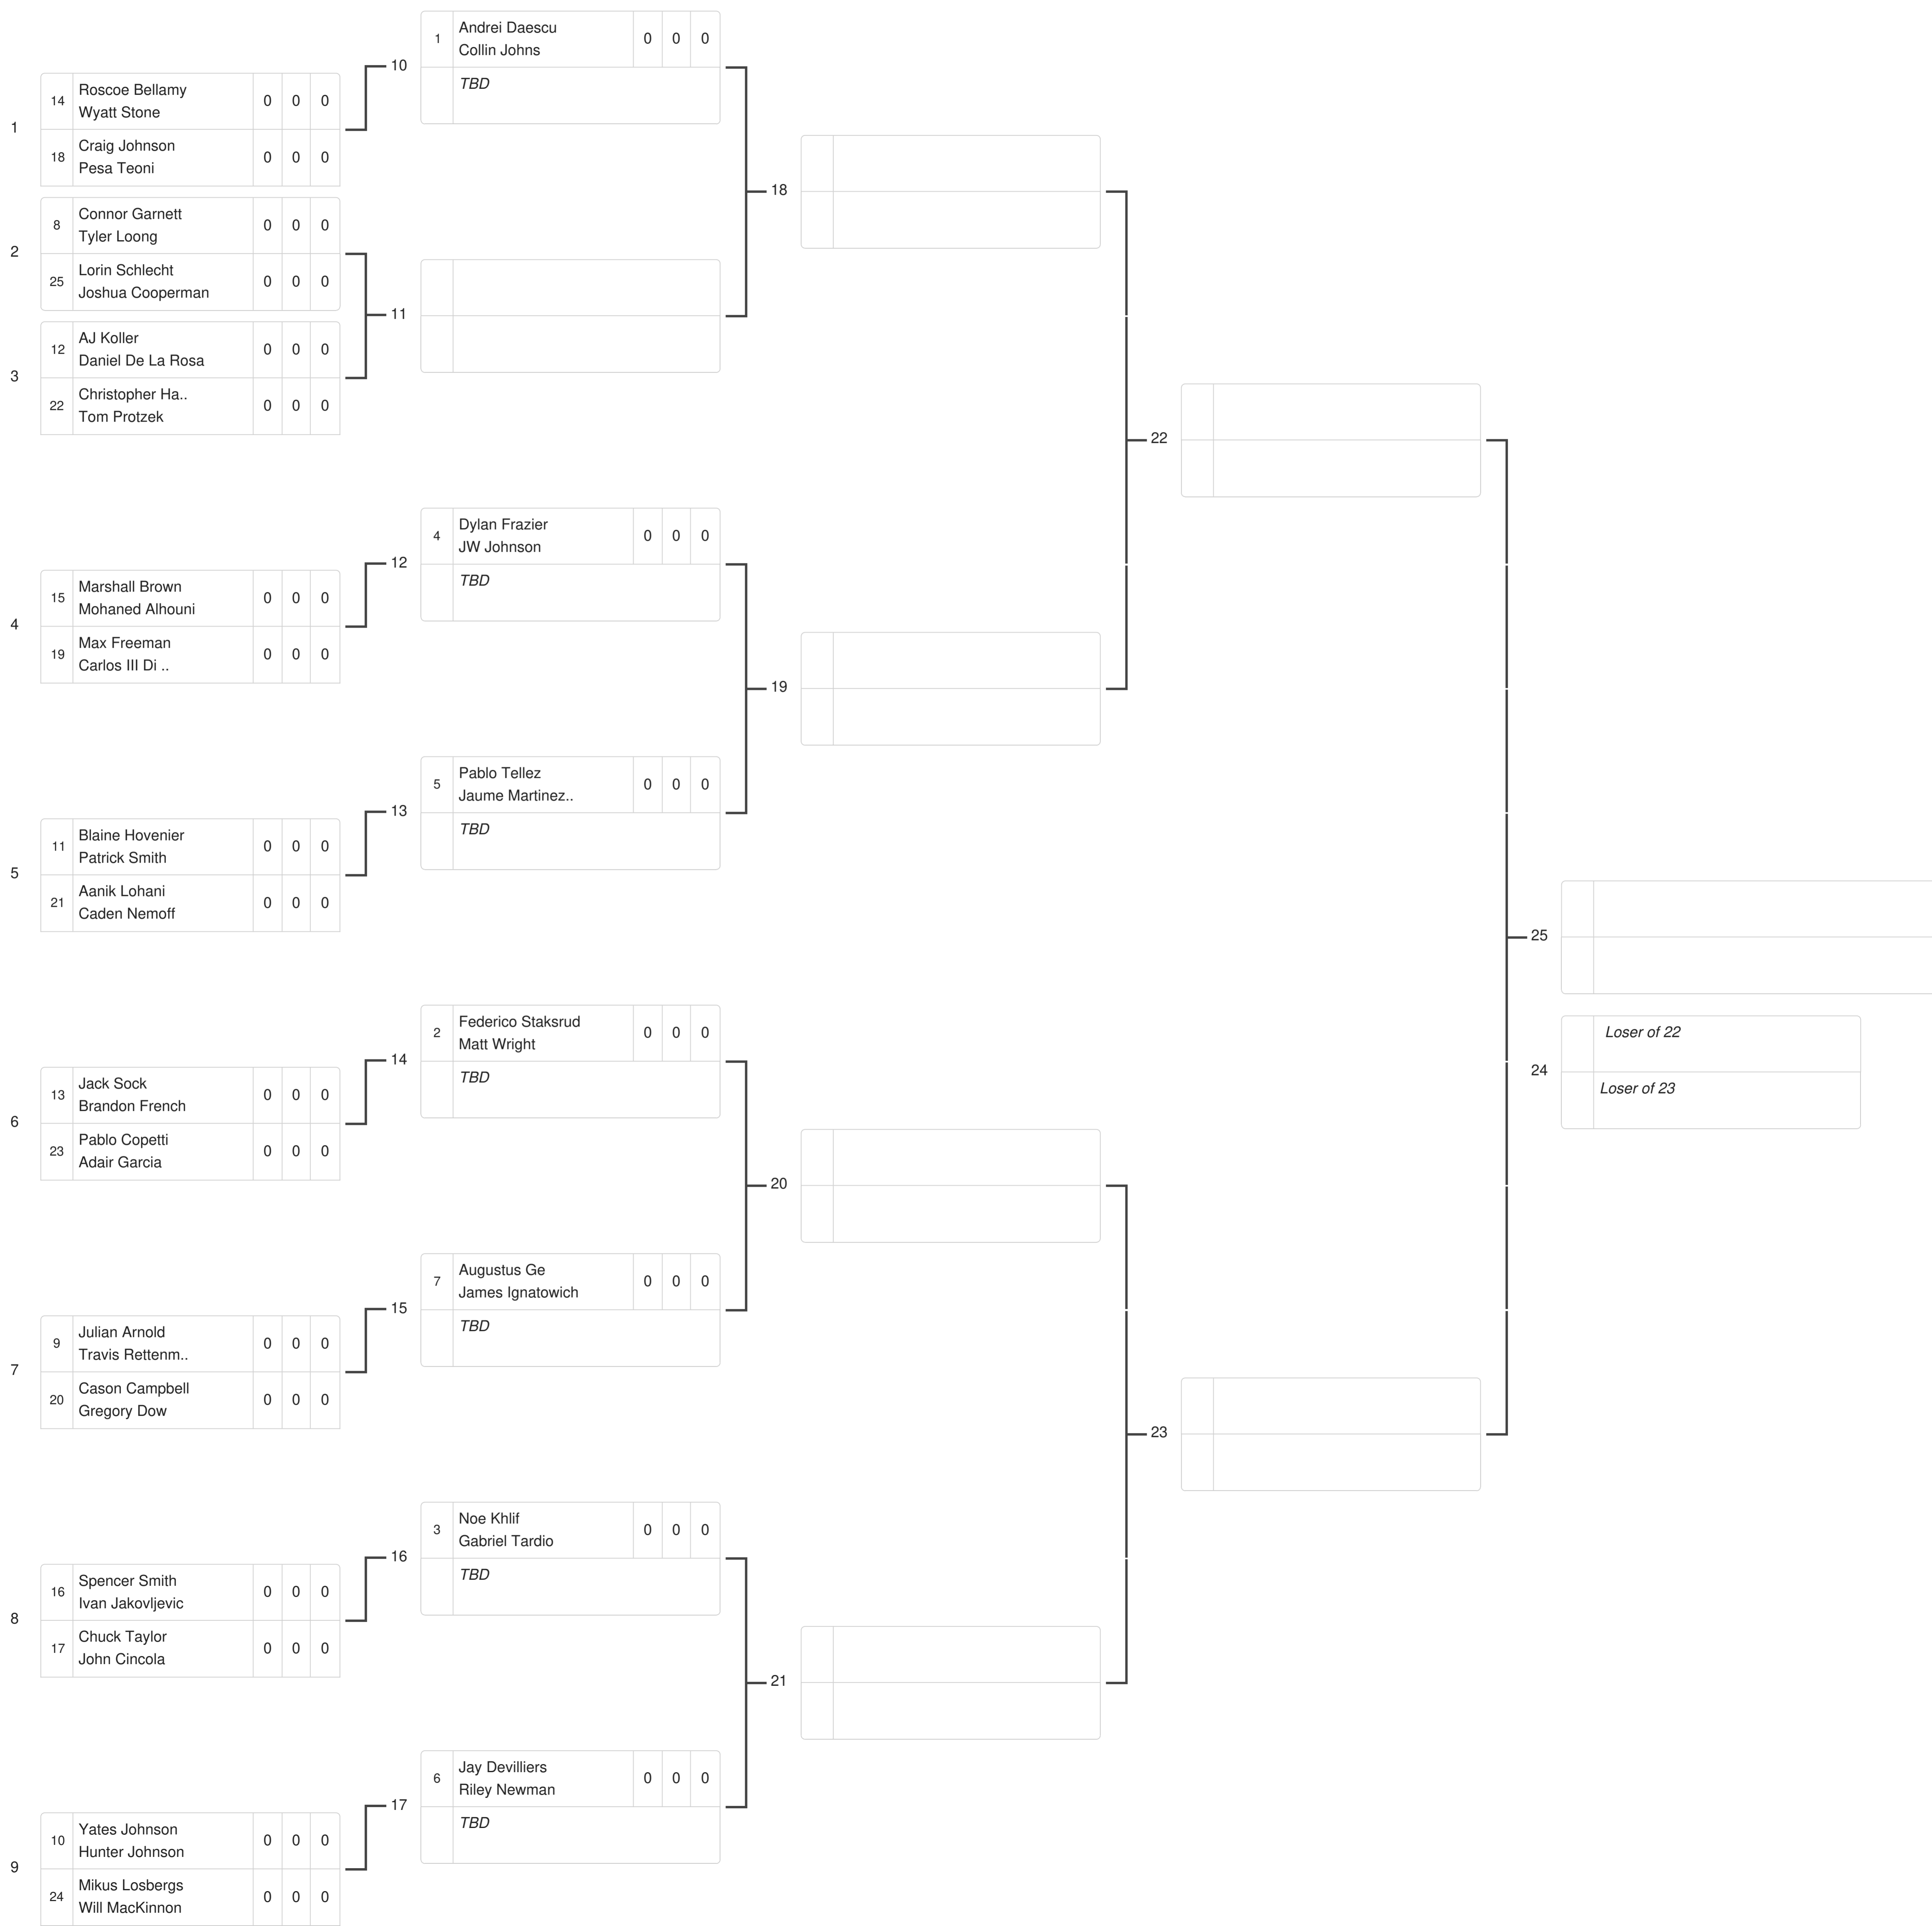 1
14
Roscoe Bellamy
Wyatt Stone
0 0 0
18
Craig Johnson
Pesa Teoni
0 0 0
2
8
Connor Garnett
Tyler Loong
0 0 0
25
Lorin Schlecht
Joshua Cooperman
0 0 0
3
12
AJ Koller
Daniel De La Rosa
0 0 0
22
Christopher Ha..
Tom Protzek
0 0 0
4
15
Marshall Brown
Mohaned Alhouni
0 0 0
19
Max Freeman
Carlos III Di ..
0 0 0
5
11
Blaine Hovenier
Patrick Smith
0 0 0
21
Aanik Lohani
Caden Nemoff
0 0 0
6
13
Jack Sock
Brandon French
0 0 0
23
Pablo Copetti
Adair Garcia
0 0 0
7
9
Julian Arnold
Travis Rettenm..
0 0 0
20
Cason Campbell
Gregory Dow
0 0 0
8
16
Spencer Smith
Ivan Jakovljevic
0 0 0
17
Chuck Taylor
John Cincola
0 0 0
9
10
Yates Johnson
Hunter Johnson
0 0 0
24
Mikus Losbergs
Will MacKinnon
0 0 0
10
1
Andrei Daescu
Collin Johns
0 0 0
TBD
11
12
4
Dylan Frazier
JW Johnson
0 0 0
TBD
13
5
Pablo Tellez
Jaume Martinez..
0 0 0
TBD
14
2
Federico Staksrud
Matt Wright
0 0 0
TBD
15
7
Augustus Ge
James Ignatowich
0 0 0
TBD
16
3
Noe Khlif
Gabriel Tardio
0 0 0
TBD
17
6
Jay Devilliers
Riley Newman
0 0 0
TBD
18
19
20
21
22
23
25
24
Loser of 22
Loser of 23